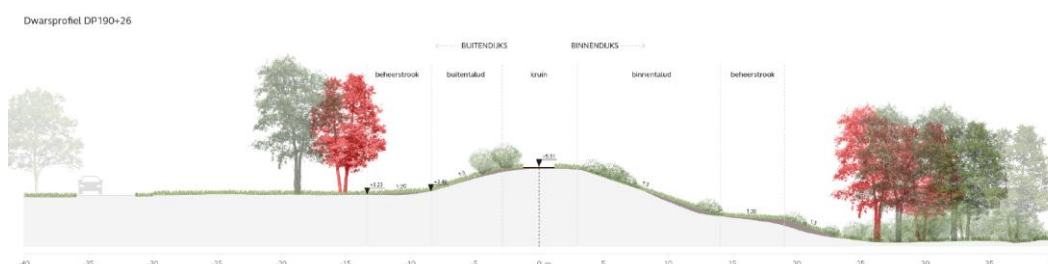 Dwarsprofiel DP190+26
BUITENDIJKS BINNENDIJKS
beheerstrook buitentalud kruin binnentalud beheerstrook
-40 -35 -30 -25 -20 -15 -10 -5 0 m 5 10 15 20 25 30 35